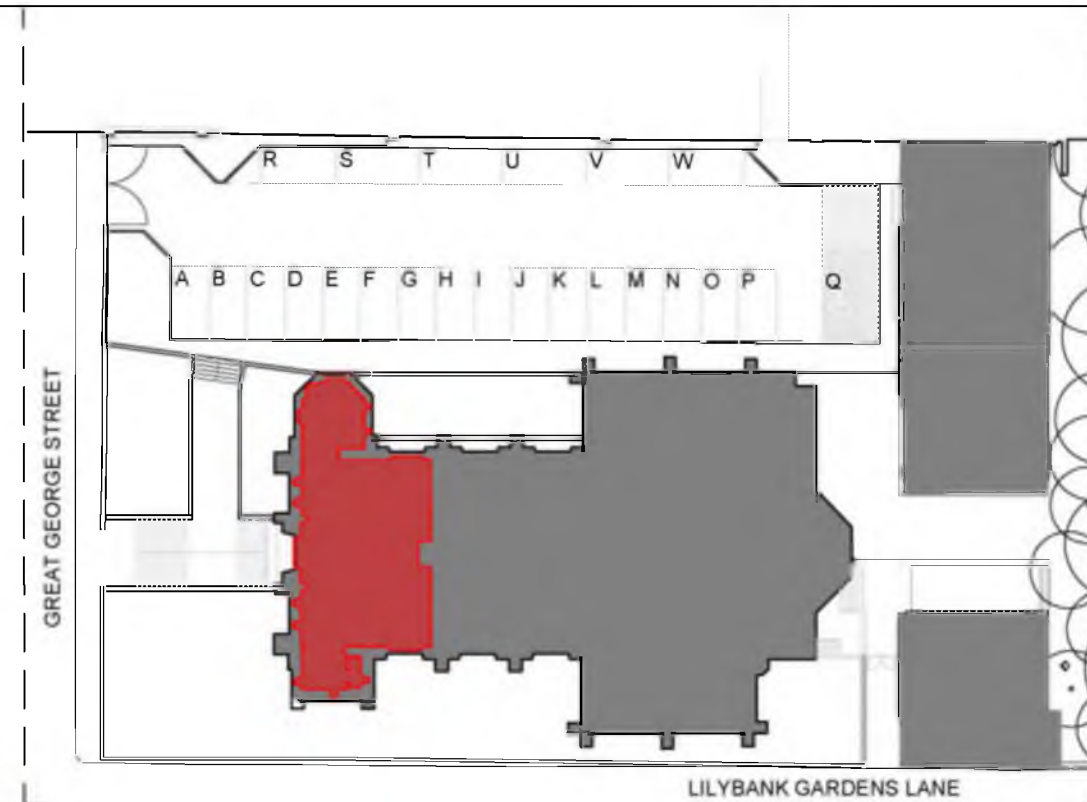 R S T U V W
A B C D E F G H I J K L M N O P Q
GREAT GEORGE STREET
LILYBANK GARDENS LANE